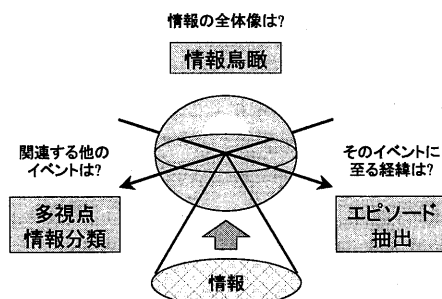 情報の全体像は?
情報鳥瞰
関連する他の
イベントは?
多視点
情報分類
そのイベントに
至る経緯は?
エピソード
抽出
情報